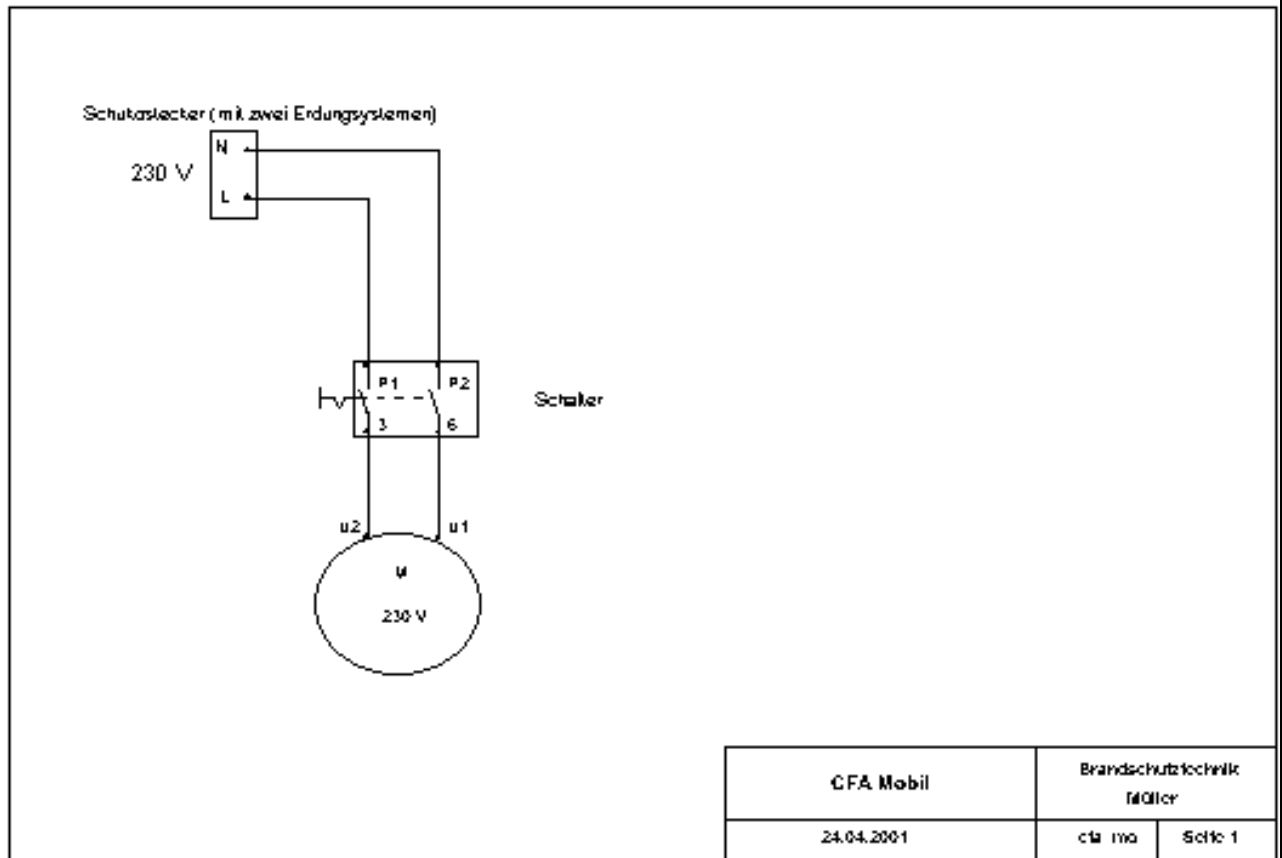 Schukostecker ( mit zwei Erdungsystemen)
N
230 V
L
P1
P2
Schalter
3
6
u2
u1
M
230 V
CFA Mobil
Brandschutztechnik
Müller
24.04.2001
cfa mo
Seite 1